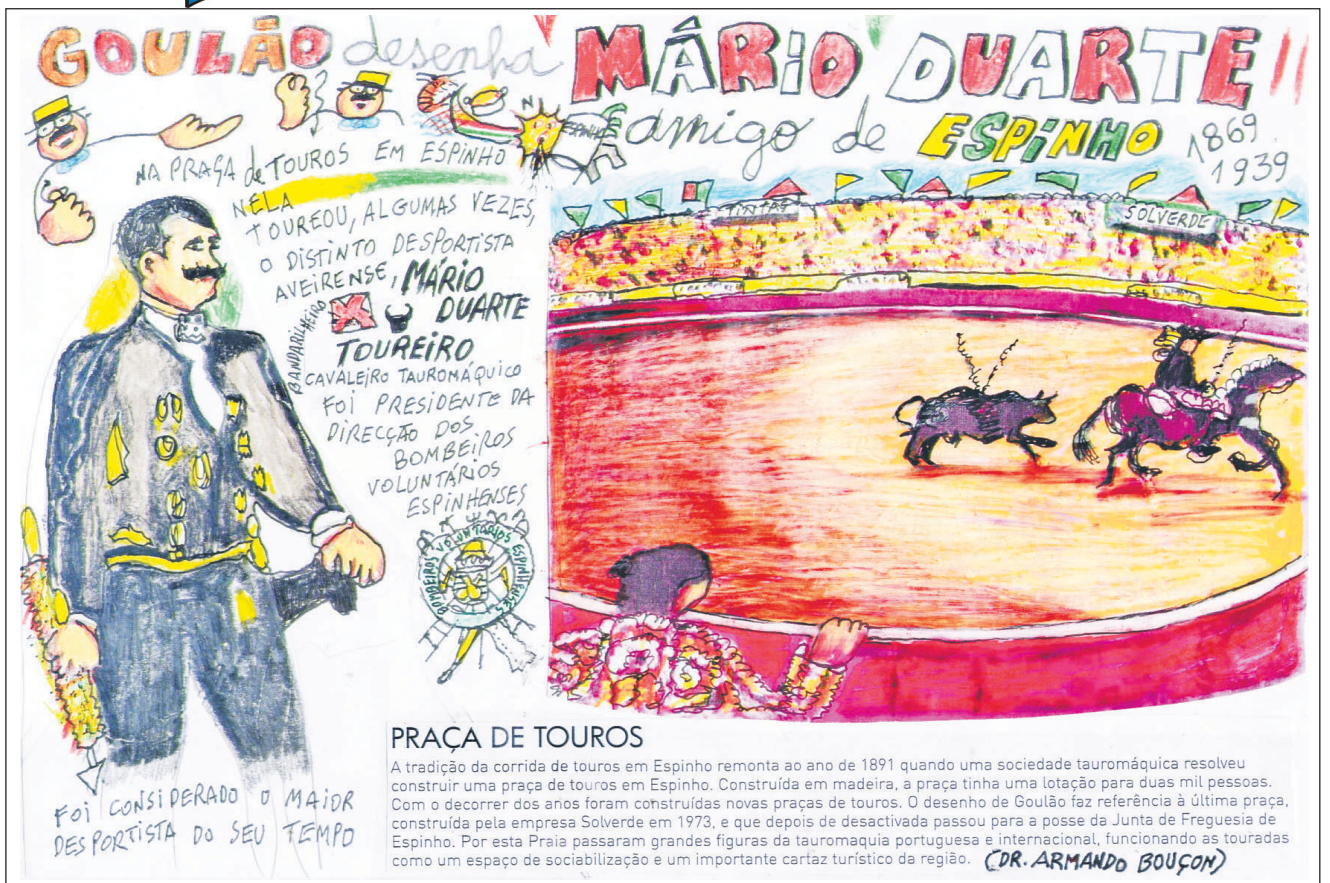 GOULÃO desenha MÁRIO DUARTE!!
amigo de ESPINHO 1869
1939
NA PRAÇA de TOUROS EM ESPINHO
NELA
TOUREOU, ALGUMAS VEZES,
O DISTINTO DESPORTISTA
AVEIRENSE, MÁRIO
DUARTE
BANDARILHEIRO
TOUREIRO
CAVALEIRO TAUROMÁQUICO
FOI PRESIDENTE DA
DIRECÇÃO DOS
BOMBEIROS
VOLUNTÁRIOS
ESPINHENSES
BOMBEIROS VOLUNTARIOS ESPINHENSES
FOI CONSIDERADO O MAIOR
DESPORTISTA DO SEU TEMPO
TINTAS
SOLVERDE
PRAÇA DE TOUROS
A tradição da corrida de touros em Espinho remonta ao ano de 1891 quando uma sociedade tauromáquica resolveu
construir uma praça de touros em Espinho. Construída em madeira, a praça tinha uma lotação para duas mil pessoas.
Com o decorrer dos anos foram construídas novas praças de touros. O desenho de Goulão faz referência à última praça,
construída pela empresa Solverde em 1973, e que depois de desactivada passou para a posse da Junta de Freguesia de
Espinho. Por esta Praia passaram grandes figuras da tauromaquia portuguesa e internacional, funcionando as touradas
como um espaço de sociabilização e um importante cartaz turístico da região. (DR. ARMANDO BOUÇON)